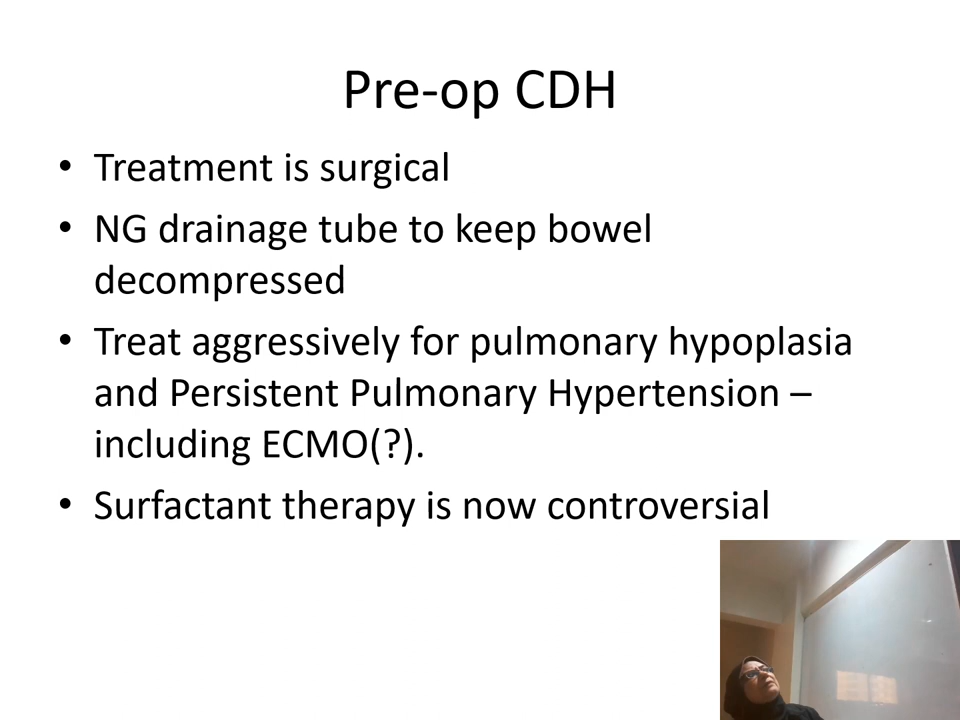 Pre-op CDH
• Treatment is surgical
• NG drainage tube to keep bowel
decompressed
• Treat aggressively for pulmonary hypoplasia
and Persistent Pulmonary Hypertension –
including ECMO(?).
• Surfactant therapy is now controversial